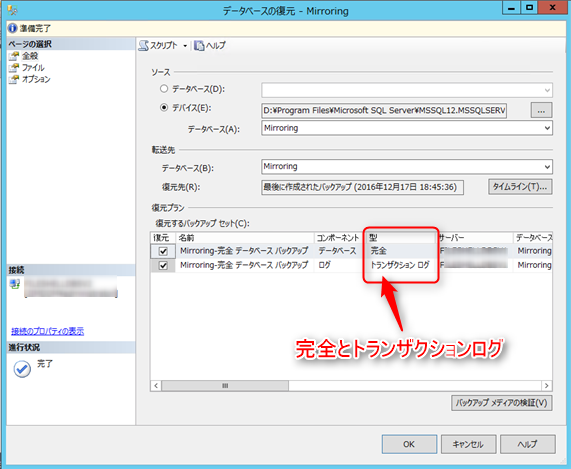 データベースの復元 - Mirroring
準備完了
ページの選択
全般
ファイル
オプション
スクリプト
ヘルプ
ソース
データベース(D):
デバイス(E):
D:¥Program Files¥Microsoft SQL Server¥MSSQL12.MSSQLSERV
...
データベース(A):
Mirroring
転送先
データベース(B):
Mirroring
復元先(R):
最後に作成されたバックアップ (2016年12月17日 18:45:36)
タイムライン(T)...
復元プラン
復元するバックアップ セット(C):
復元 名前 コンポーネント 型 サーバー データベース
Mirroring-完全 データベース バックアップ データベース 完全 Mirroring
Mirroring-完全 データベース バックアップ ログ トランザクション ログ Mirroring
完全とトランザクションログ
接続
接続のプロパティの表示
進行状況
完了
バックアップ メディアの検証(V)
OK
キャンセル
ヘルプ